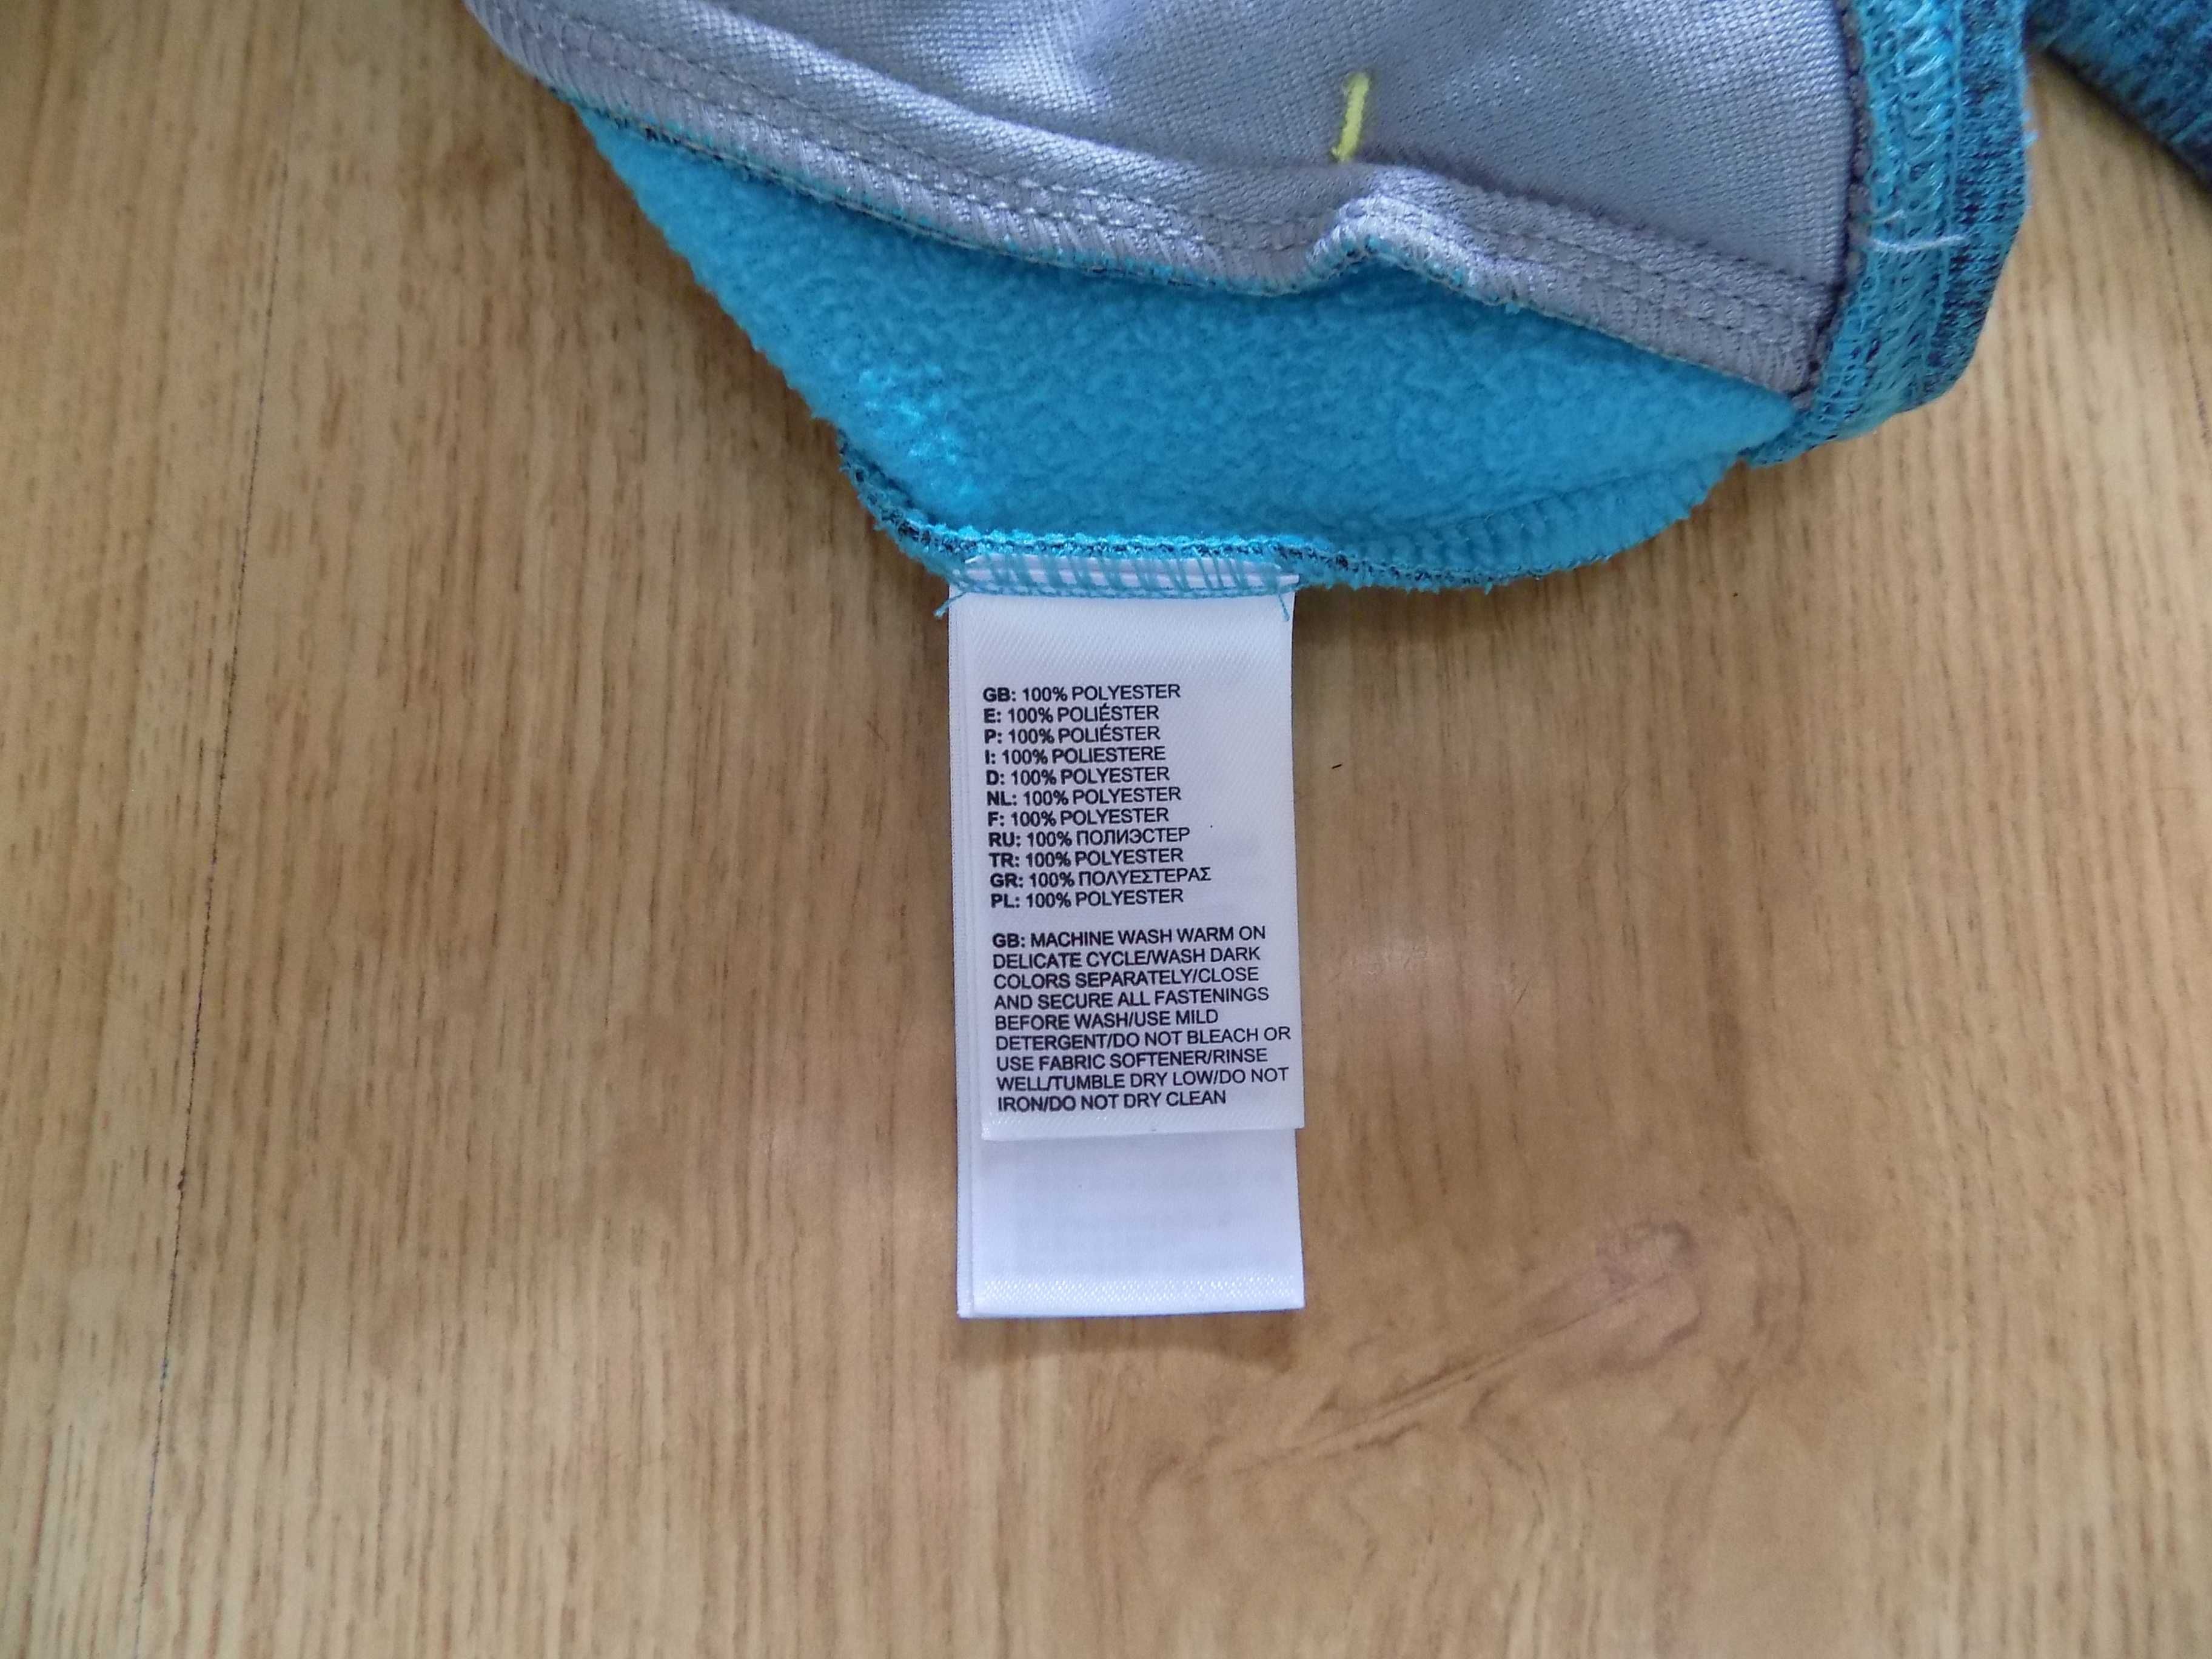 GB: 100% POLYESTER
E: 100% POLIÉSTER
P: 100% POLIÉSTER
I: 100% POLIESTERE
D: 100% POLYESTER
NL: 100% POLYESTER
F: 100% POLYESTER
RU: 100% ПОЛИЭСТЕР
TR: 100% POLYESTER
GR: 100% ΠΟΛΥΕΣΤΕΡΑΣ
PL: 100% POLYESTER
GB: MACHINE WASH WARM ON
DELICATE CYCLE/WASH DARK
COLORS SEPARATELY/CLOSE
AND SECURE ALL FASTENINGS
BEFORE WASH/USE MILD
DETERGENT/DO NOT BLEACH OR
USE FABRIC SOFTENER/RINSE
WELL/TUMBLE DRY LOW/DO NOT
IRON/DO NOT DRY CLEAN